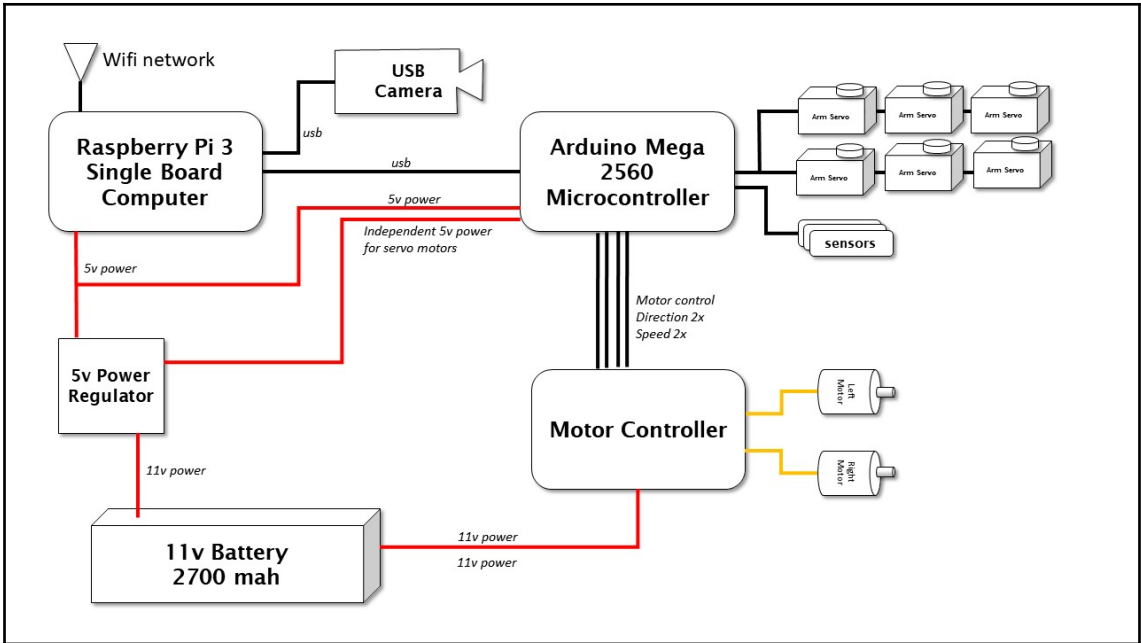 Wifi network
USB
Camera
Raspberry Pi 3
Single Board
Computer
usb
usb
Arduino Mega
2560
Microcontroller
Arm Servo
Arm Servo
Arm Servo
Arm Servo
Arm Servo
Arm Servo
sensors
5v power
Independent 5v power
for servo motors
5v power
Motor control
Direction 2x
Speed 2x
5v Power
Regulator
Motor Controller
Left
Motor
Right
Motor
11v power
11v Battery
2700 mah
11v power
11v power